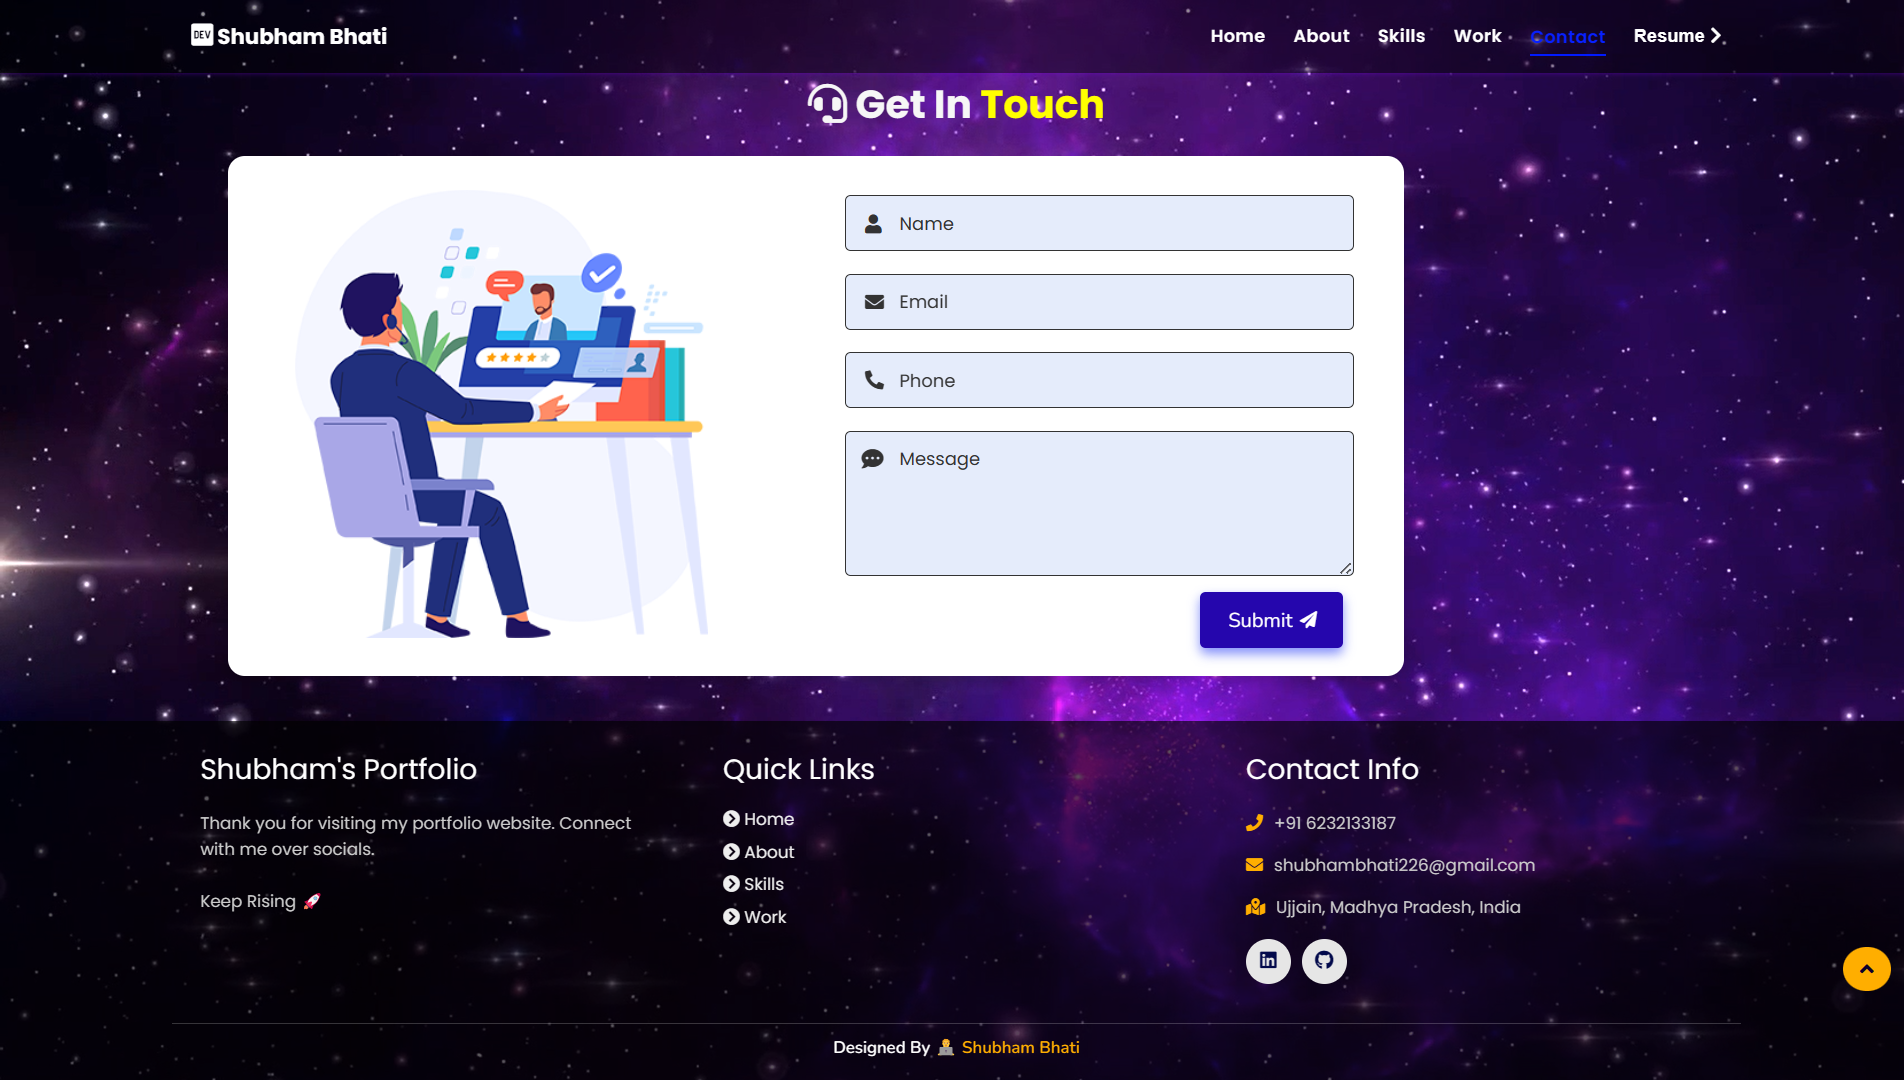 DEV Shubham Bhati
Home About Skills Work Contact Resume
Get In Touch
Name
Email
Phone
Message
Submit
Shubham's Portfolio
Thank you for visiting my portfolio website. Connect
with me over socials.
Keep Rising 🚀
Quick Links
Home
About
Skills
Work
Contact Info
+91 6232133187
shubhambhati226@gmail.com
Ujjain, Madhya Pradesh, India
Designed By 👨‍💻 Shubham Bhati